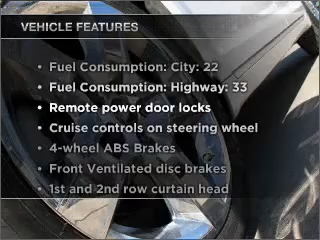 VEHICLE FEATURES
• Fuel Consumption: City: 22
• Fuel Consumption: Highway: 33
• Remote power door locks
• Cruise controls on steering wheel
• 4-wheel ABS Brakes
• Front Ventilated disc brakes
• 1st and 2nd row curtain head